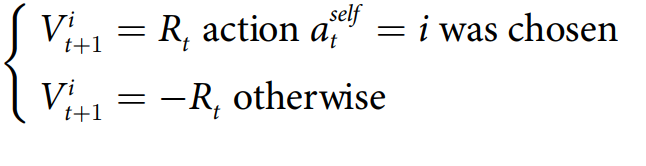 V^i_{t+1} = R_t action a^{self}_t = i was chosen
V^i_{t+1} = −R_t otherwise